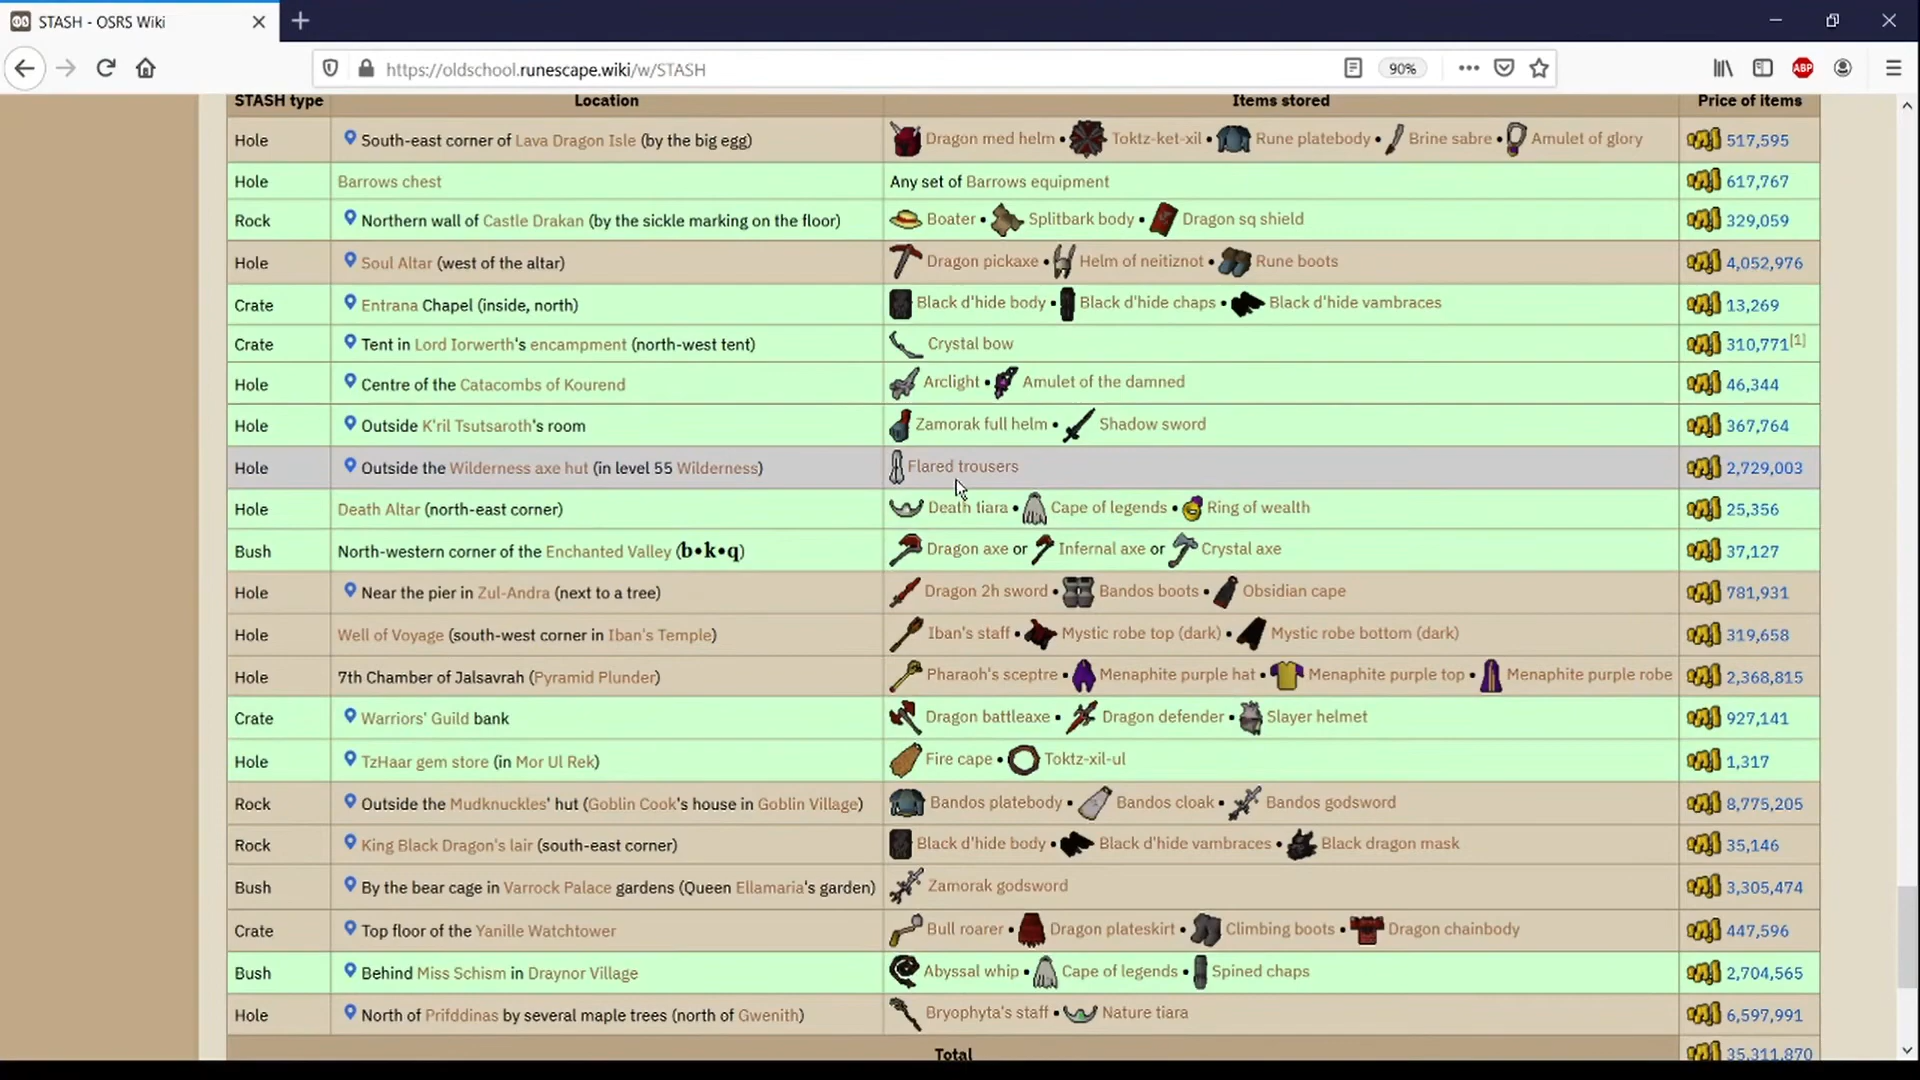 STASH - OSRS Wiki
https://oldschool.runescape.wiki/w/STASH
90%
ABP
STASH type Location Items stored Price of items
Hole South-east corner of Lava Dragon Isle (by the big egg) Dragon med helm • Toktz-ket-xil • Rune platebody • Brine sabre • Amulet of glory 517,595
Hole Barrows chest Any set of Barrows equipment 617,767
Rock Northern wall of Castle Drakan (by the sickle marking on the floor) Boater • Splitbark body • Dragon sq shield 329,059
Hole Soul Altar (west of the altar) Dragon pickaxe • Helm of neitiznot • Rune boots 4,052,976
Crate Entrana Chapel (inside, north) Black d'hide body • Black d'hide chaps • Black d'hide vambraces 13,269
Crate Tent in Lord Iorwerth's encampment (north-west tent) Crystal bow 310,771[1]
Hole Centre of the Catacombs of Kourend Arclight • Amulet of the damned 46,344
Hole Outside K'ril Tsutsaroth's room Zamorak full helm • Shadow sword 367,764
Hole Outside the Wilderness axe hut (in level 55 Wilderness) Flared trousers 2,729,003
Hole Death Altar (north-east corner) Death tiara • Cape of legends • Ring of wealth 25,356
Bush North-western corner of the Enchanted Valley (b•k•q) Dragon axe or Infernal axe or Crystal axe 37,127
Hole Near the pier in Zul-Andra (next to a tree) Dragon 2h sword • Bandos boots • Obsidian cape 781,931
Hole Well of Voyage (south-west corner in Iban's Temple) Iban's staff • Mystic robe top (dark) • Mystic robe bottom (dark) 319,658
Hole 7th Chamber of Jalsavrah (Pyramid Plunder) Pharaoh's sceptre • Menaphite purple hat • Menaphite purple top • Menaphite purple robe 2,368,815
Crate Warriors' Guild bank Dragon battleaxe • Dragon defender • Slayer helmet 927,141
Hole TzHaar gem store (in Mor Ul Rek) Fire cape • Toktz-xil-ul 1,317
Rock Outside the Mudknuckles' hut (Goblin Cook's house in Goblin Village) Bandos platebody • Bandos cloak • Bandos godsword 8,775,205
Rock King Black Dragon's lair (south-east corner) Black d'hide body • Black d'hide vambraces • Black dragon mask 35,146
Bush By the bear cage in Varrock Palace gardens (Queen Ellamaria's garden) Zamorak godsword 3,305,474
Crate Top floor of the Yanille Watchtower Bull roarer • Dragon plateskirt • Climbing boots • Dragon chainbody 447,596
Bush Behind Miss Schism in Draynor Village Abyssal whip • Cape of legends • Spined chaps 2,704,565
Hole North of Prifddinas by several maple trees (north of Gwenith) Bryophyta's staff • Nature tiara 6,597,991
Total 35,311,870